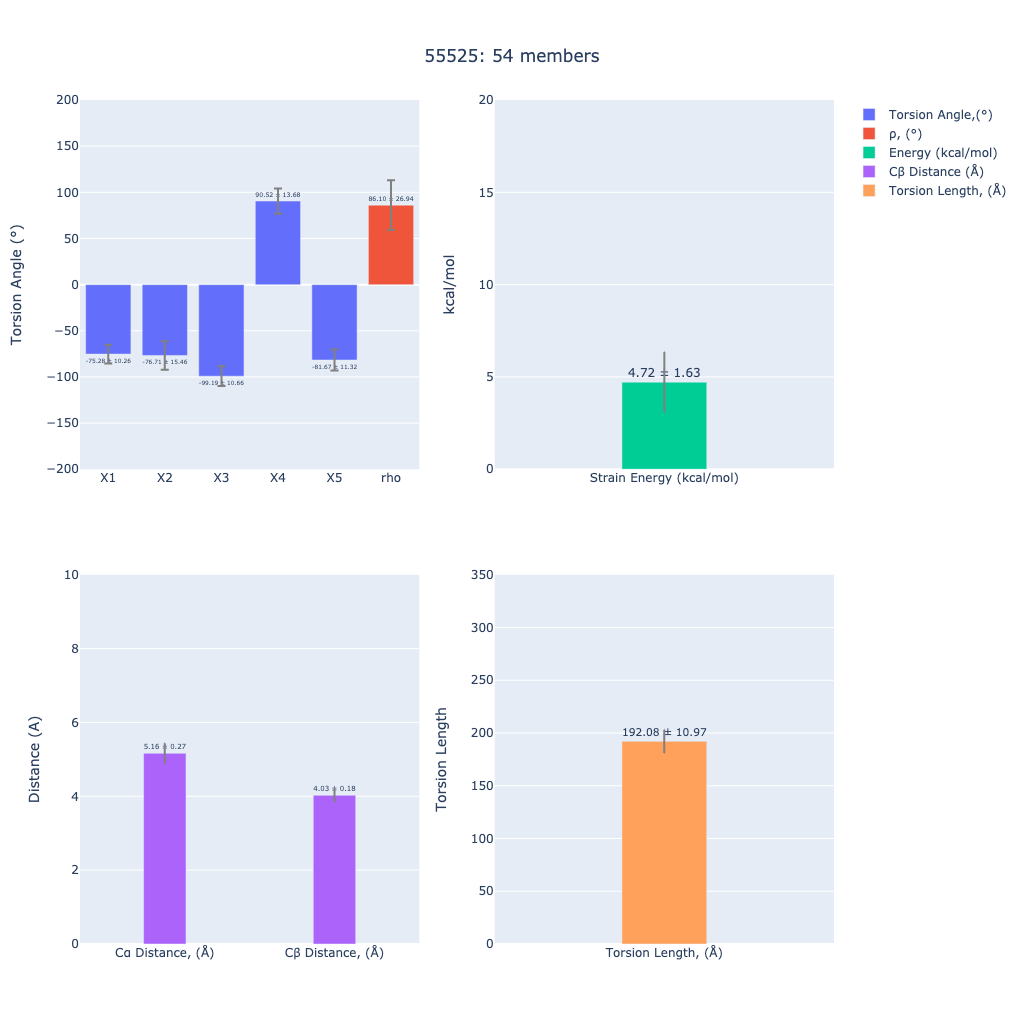 55525: 54 members
200
150
100
50
0
−50
−100
−150
−200
Torsion Angle (°)
90.52 ± 13.68
86.10 ± 26.94
-75.28 ± 10.26
-76.71 ± 15.46
-99.19 ± 10.66
-81.67 ± 11.32
X1 X2 X3 X4 X5 rho
20
15
10
5
0
kcal/mol
4.72 ± 1.63
Strain Energy (kcal/mol)
Torsion Angle,(°)
ρ, (°)
Energy (kcal/mol)
Cβ Distance (Å)
Torsion Length, (Å)
10
8
6
4
2
0
Distance (A)
5.16 ± 0.27
4.03 ± 0.18
Cα Distance, (Å) Cβ Distance, (Å)
350
300
250
200
150
100
50
0
Torsion Length
192.08 ± 10.97
Torsion Length, (Å)